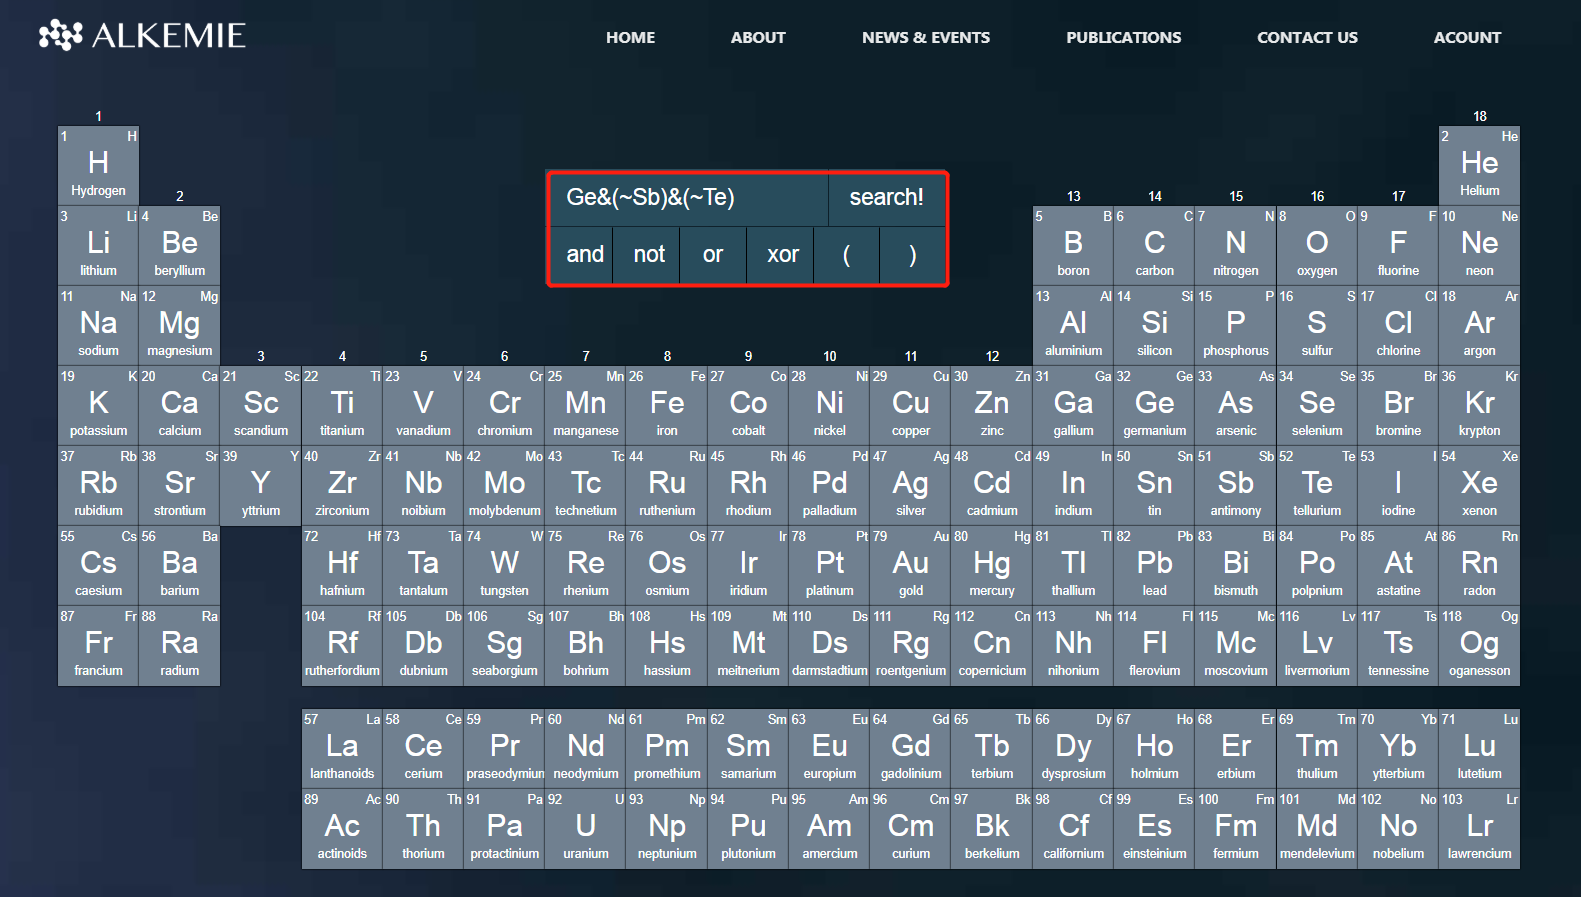 ALKEMIE HOME ABOUT NEWS & EVENTS PUBLICATIONS CONTACT US ACOUNT
1 18
1 H 2 He
H He
Hydrogen Helium
2 13 14 15 16 17
Ge&(~Sb)&(~Te) search!
and not or xor ( )
3 Li 4 Be 5 B 6 C 7 N 8 O 9 F 10 Ne
Li Be B C N O F Ne
lithium beryllium boron carbon nitrogen oxygen fluorine neon
11 Na 12 Mg 13 Al 14 Si 15 P 16 S 17 Cl 18 Ar
Na Mg Al Si P S Cl Ar
sodium magnesium aluminium silicon phosphorus sulfur chlorine argon
3 4 5 6 7 8 9 10 11 12
19 K 20 Ca 21 Sc 22 Ti 23 V 24 Cr 25 Mn 26 Fe 27 Co 28 Ni 29 Cu 30 Zn 31 Ga 32 Ge 33 As 34 Se 35 Br 36 Kr
K Ca Sc Ti V Cr Mn Fe Co Ni Cu Zn Ga Ge As Se Br Kr
potassium calcium scandium titanium vanadium chromium manganese iron cobalt nickel copper zinc gallium germanium arsenic selenium bromine krypton
37 Rb 38 Sr 39 Y 40 Zr 41 Nb 42 Mo 43 Tc 44 Ru 45 Rh 46 Pd 47 Ag 48 Cd 49 In 50 Sn 51 Sb 52 Te 53 I 54 Xe
Rb Sr Y Zr Nb Mo Tc Ru Rh Pd Ag Cd In Sn Sb Te I Xe
rubidium strontium yttrium zirconium noibium molybdenum technetium ruthenium rhodium palladium silver cadmium indium tin antimony tellurium iodine xenon
55 Cs 56 Ba 72 Hf 73 Ta 74 W 75 Re 76 Os 77 Ir 78 Pt 79 Au 80 Hg 81 Tl 82 Pb 83 Bi 84 Po 85 At 86 Rn
Cs Ba Hf Ta W Re Os Ir Pt Au Hg Tl Pb Bi Po At Rn
caesium barium hafnium tantalum tungsten rhenium osmium iridium platinum gold mercury thallium lead bismuth polpnium astatine radon
87 Fr 88 Ra 104 Rf 105 Db 106 Sg 107 Bh 108 Hs 109 Mt 110 Ds 111 Rg 112 Cn 113 Nh 114 Fl 115 Mc 116 Lv 117 Ts 118 Og
Fr Ra Rf Db Sg Bh Hs Mt Ds Rg Cn Nh Fl Mc Lv Ts Og
francium radium rutherfordium dubnium seaborgium bohrium hassium meitnerium darmstadtium roentgenium copernicium nihonium flerovium moscovium livermorium tennessine oganesson
57 La 58 Ce 59 Pr 60 Nd 61 Pm 62 Sm 63 Eu 64 Gd 65 Tb 66 Dy 67 Ho 68 Er 69 Tm 70 Yb 71 Lu
La Ce Pr Nd Pm Sm Eu Gd Tb Dy Ho Er Tm Yb Lu
lanthanoids cerium praseodymiun neodymium promethium samarium europium gadolinium terbium dysprosium holmium erbium thulium ytterbium lutetium
89 Ac 90 Th 91 Pa 92 U 93 Np 94 Pu 95 Am 96 Cm 97 Bk 98 Cf 99 Es 100 Fm 101 Md 102 No 103 Lr
Ac Th Pa U Np Pu Am Cm Bk Cf Es Fm Md No Lr
actinoids thorium protactinium uranium neptunium plutonium amercium curium berkelium californium einsteinium fermium mendelevium nobelium lawrencium